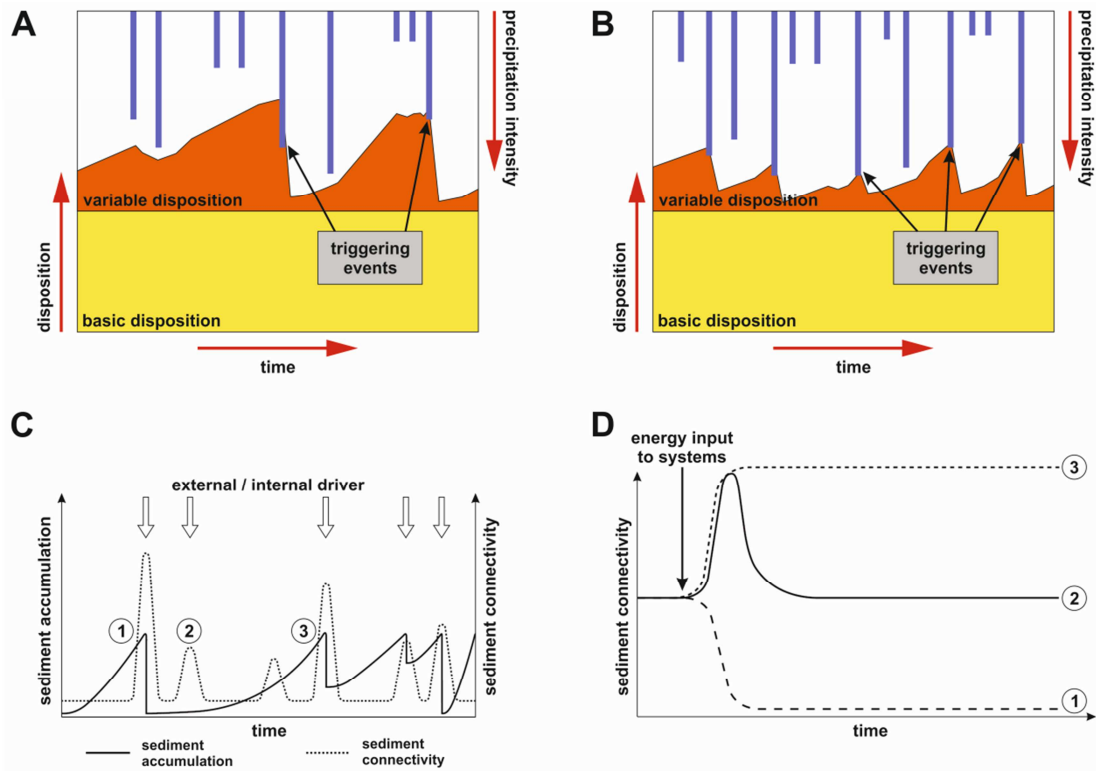 A
precipitation intensity
variable disposition
triggering
events
disposition
basic disposition
time
B
precipitation intensity
variable disposition
triggering
events
disposition
basic disposition
time
C
external / internal driver
sediment accumulation
sediment connectivity
1
2
3
time
sediment
accumulation
sediment
connectivity
D
energy input
to systems
sediment connectivity
3
2
1
time